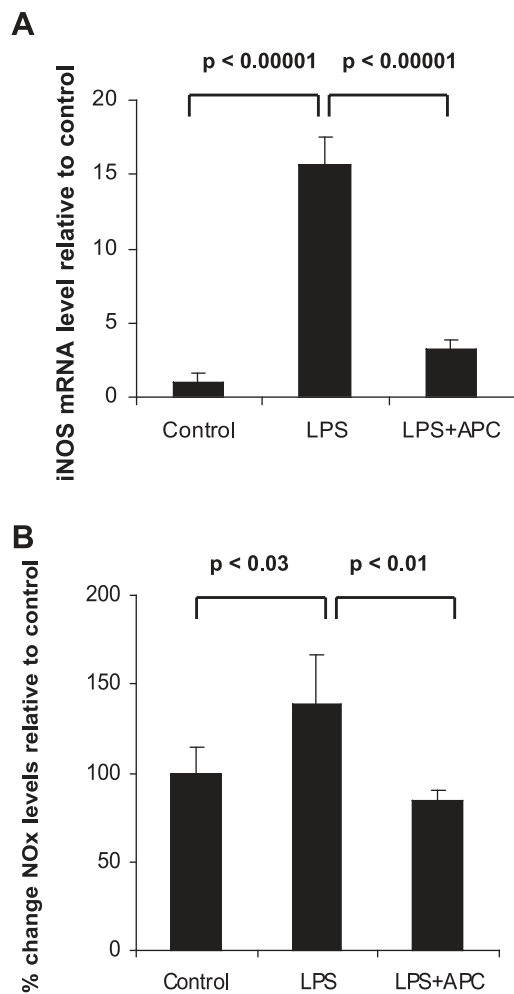 A
p < 0.00001 p < 0.00001
iNOS mRNA level relative to control
20
15
10
5
0
Control LPS LPS+APC
B
p < 0.03 p < 0.01
% change NOx levels relative to control
200
150
100
50
0
Control LPS LPS+APC